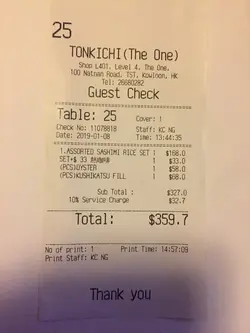 25
TONKICHI(The One)
Shop L401, Level 4, The One,
100 Nathan Road, TST, Kowloon, HK
Tel: 26660282
Guest Check
Table: 25 Cover: 1
Check No: 11078818 Staff: KC NG
Date: 2019-01-08 Time: 13:44:35
1.ASSORTED SASHIMI RICE SET 1 $168.0
SET+$ 33 1 $33.0
(PCS)OYSTER 1 $58.0
(PCS)KUSHIKATSU FILL 1 $68.0
Sub Total : $327.0
10% Service Charge : $32.7
Total: $359.7
No of print: 1 Print Time: 14:57:09
Print Staff: KC NG
Thank you